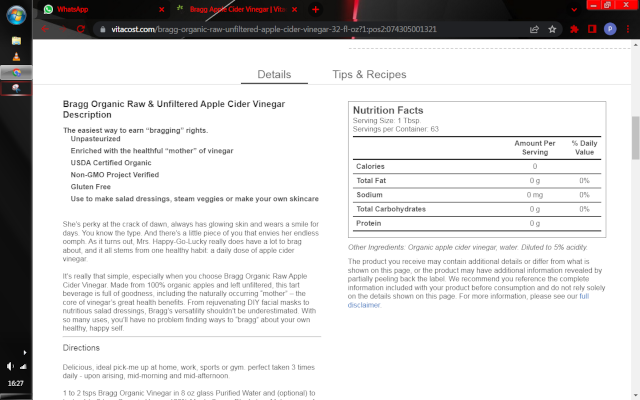 WhatsApp
Bragg Apple Cider Vinegar | Vita
vitacost.com/bragg-organic-raw-unfiltered-apple-cider-vinegar-32-fl-oz?1:pos2:074305001321
P
Details
Tips & Recipes
Bragg Organic Raw & Unfiltered Apple Cider Vinegar
Description
The easiest way to earn “bragging” rights.
Unpasteurized
Enriched with the healthful “mother” of vinegar
USDA Certified Organic
Non-GMO Project Verified
Gluten Free
Use to make salad dressings, steam veggies or make your own skincare
She's perky at the crack of dawn, always has glowing skin and wears a smile for
days. You know the type. And there's a little piece of you that envies her endless
oomph. As it turns out, Mrs. Happy-Go-Lucky really does have a lot to brag
about, and it all stems from one healthy habit: a daily dose of apple cider
vinegar.
It's really that simple, especially when you choose Bragg Organic Raw Apple
Cider Vinegar. Made from 100% organic apples and left unfiltered, this tart
beverage is full of goodness, including the naturally occurring “mother” – the
core of vinegar's great health benefits. From rejuvenating DIY facial masks to
nutritious salad dressings, Bragg's versatility shouldn't be underestimated. With
so many uses, you'll have no problem finding ways to “bragg” about your own
healthy, happy self.
Directions
Delicious, ideal pick-me up at home, work, sports or gym. perfect taken 3 times
daily - upon arising, mid-morning and mid-afternoon.
1 to 2 tsps Bragg Organic Vinegar in 8 oz glass Purified Water and (optional) to
Nutrition Facts
Serving Size: 1 Tbsp.
Servings per Container: 63
Amount Per Serving
% Daily Value
Calories 0
Total Fat 0 g 0%
Sodium 0 mg 0%
Total Carbohydrates 0 g 0%
Protein 0 g
Other Ingredients: Organic apple cider vinegar, water. Diluted to 5% acidity.
The product you receive may contain additional details or differ from what is
shown on this page, or the product may have additional information revealed by
partially peeling back the label. We recommend you reference the complete
information included with your product before consumption and do not rely solely
on the details shown on this page. For more information, please see our full
disclaimer.
16:27